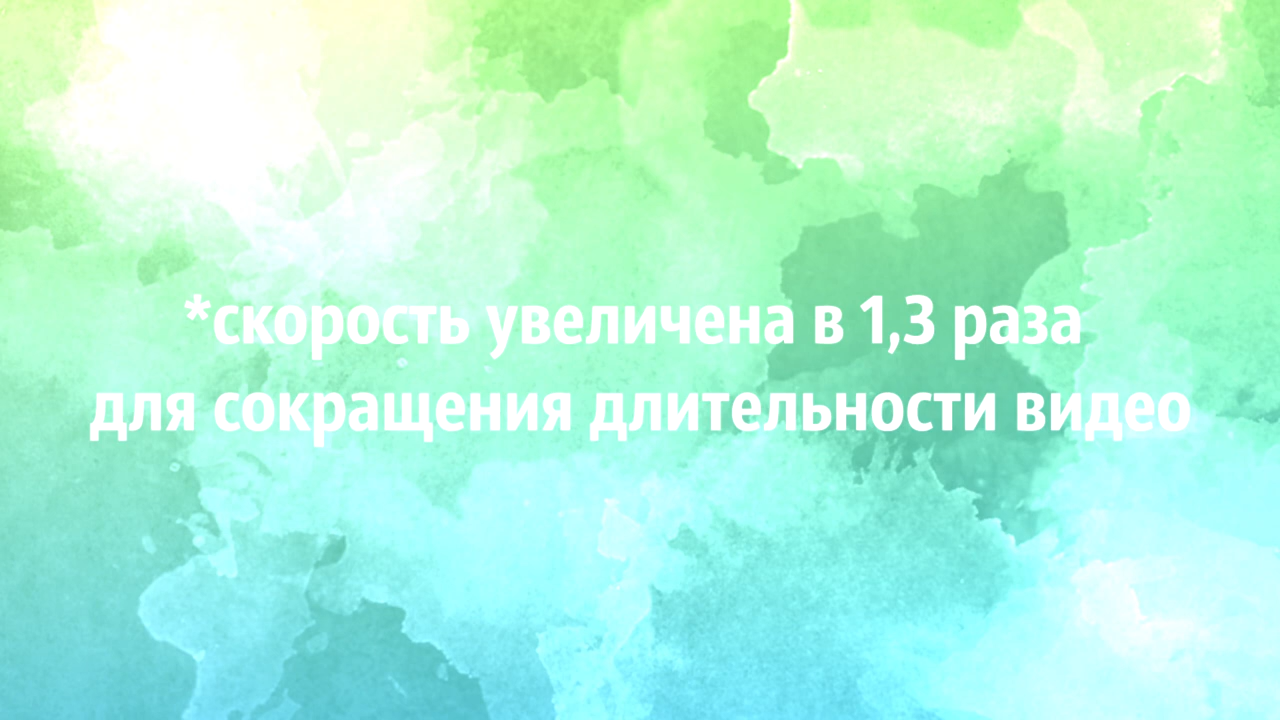 *скорость увеличена в 1,3 раза
для сокращения длительности видео